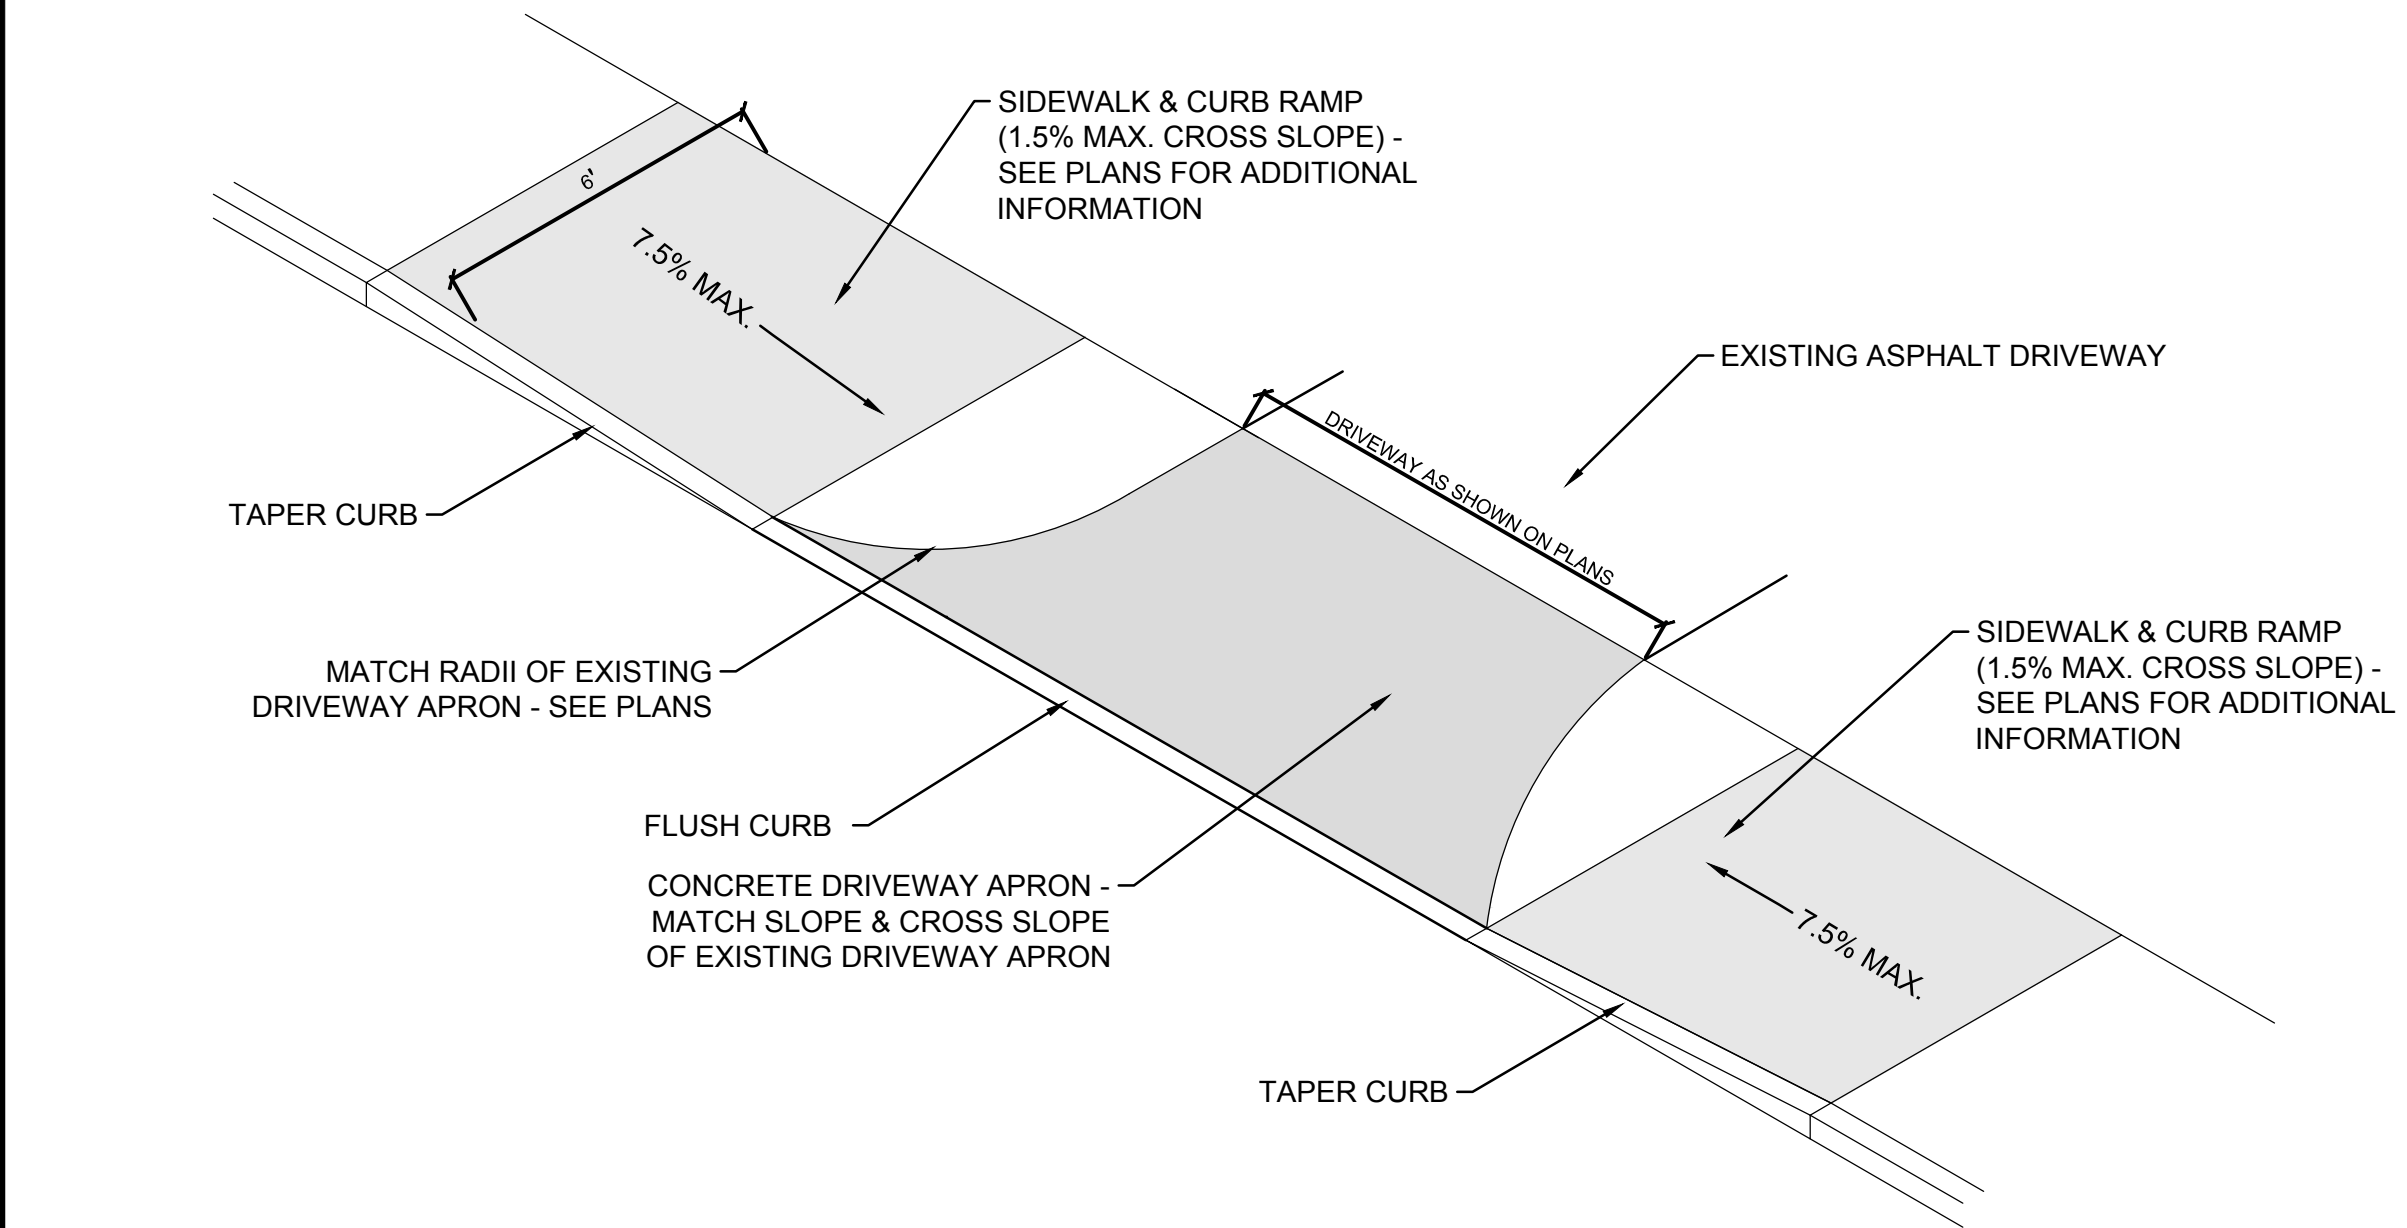 SIDEWALK & CURB RAMP
(1.5% MAX. CROSS SLOPE) -
SEE PLANS FOR ADDITIONAL
INFORMATION
6'
7.5% MAX.
EXISTING ASPHALT DRIVEWAY
DRIVEWAY AS SHOWN ON PLANS
TAPER CURB
MATCH RADII OF EXISTING
DRIVEWAY APRON - SEE PLANS
SIDEWALK & CURB RAMP
(1.5% MAX. CROSS SLOPE) -
SEE PLANS FOR ADDITIONAL
INFORMATION
FLUSH CURB
CONCRETE DRIVEWAY APRON -
MATCH SLOPE & CROSS SLOPE
OF EXISTING DRIVEWAY APRON
7.5% MAX.
TAPER CURB